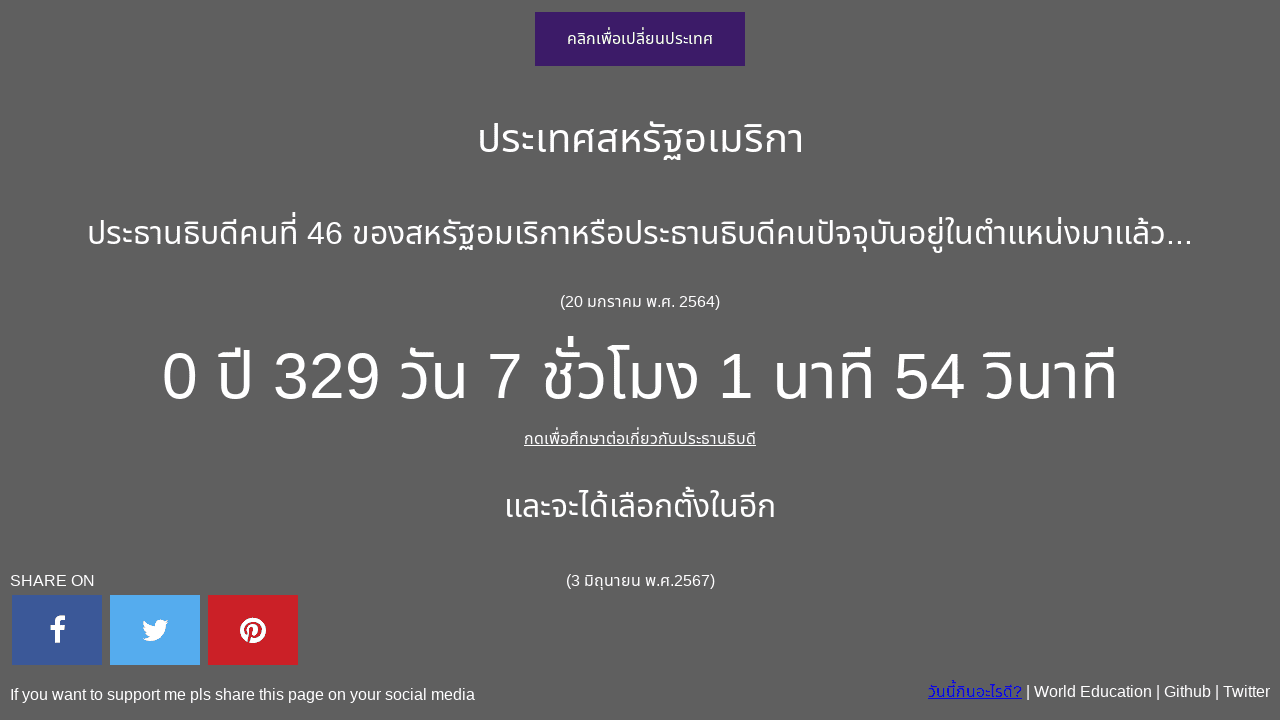 คลิกเพื่อเปลี่ยนประเทศ
ประเทศสหรัฐอเมริกา
ประธานธิบดีคนที่ 46 ของสหรัฐอมเริกาหรือประธานธิบดีคนปัจจุบันอยู่ในตำแหน่งมาแล้ว...
(20 มกราคม พ.ศ. 2564)
0 ปี 329 วัน 7 ชั่วโมง 1 นาที 54 วินาที
กดเพื่อศึกษาต่อเกี่ยวกับประธานธิบดี
และจะได้เลือกตั้งในอีก
(3 มิถุนายน พ.ศ.2567)
SHARE ON
If you want to support me pls share this page on your social media
วันนี้กินอะไรดี? | World Education | Github | Twitter